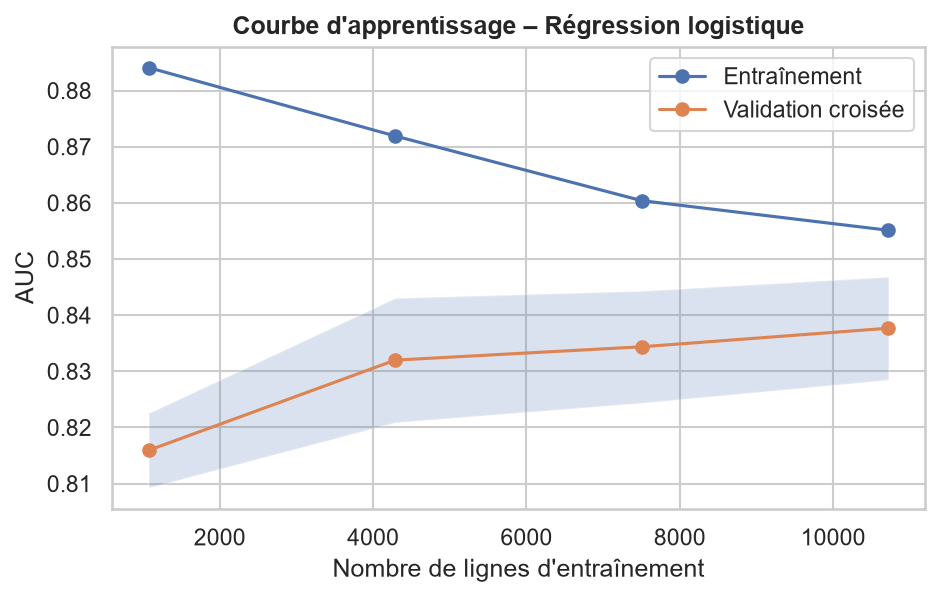 Courbe d'apprentissage – Régression logistique
Entraînement
Validation croisée
AUC
0.88
0.87
0.86
0.85
0.84
0.83
0.82
0.81
2000 4000 6000 8000 10000
Nombre de lignes d'entraînement